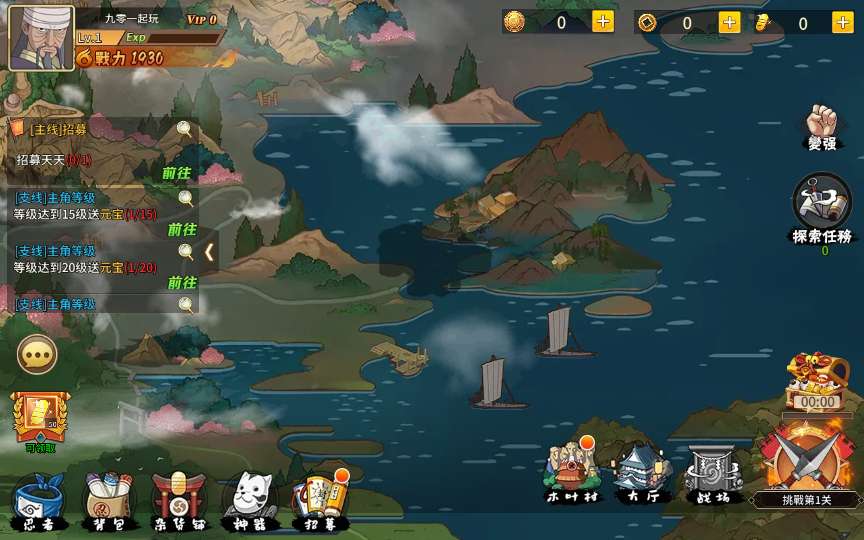 九零一起玩 VIP 0
Lv.1 Exp
戰力 1930
0
0
0
[主线]招募
招募天天(0/1)
前往
[支线]主角等级
等级达到15级送元宝(1/15)
前往
[支线]主角等级
等级达到20级送元宝(1/20)
前往
[支线]主角等级
變强
探索任務
0
50
可领取
00:00
忍者
背包
杂货铺
神器
招募
木叶村
大厅
战场
挑戰第1关